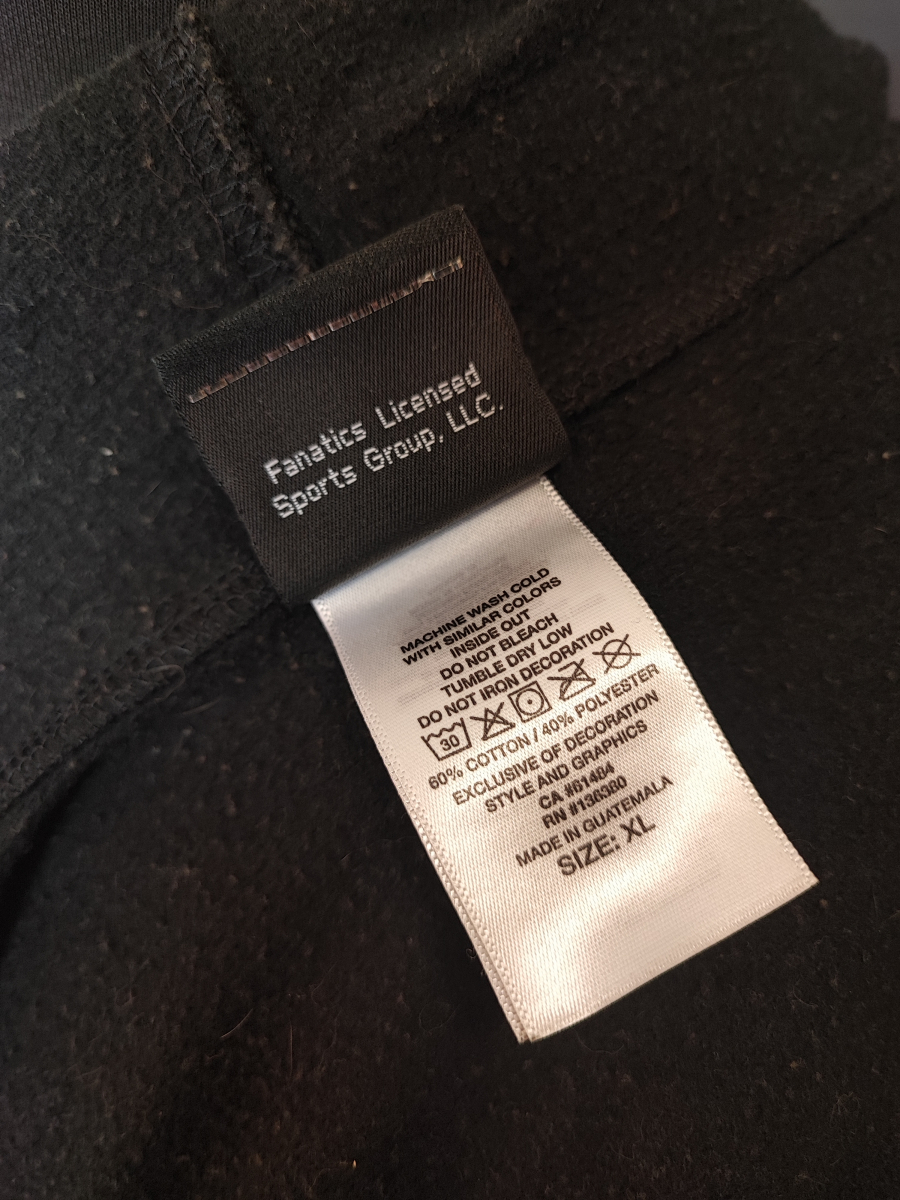 Fanatics Licensed
Sports Group, LLC.
MACHINE WASH COLD
WITH SIMILAR COLORS
INSIDE OUT
DO NOT BLEACH
TUMBLE DRY LOW
DO NOT IRON DECORATION
30
60% COTTON / 40% POLYESTER
EXCLUSIVE OF DECORATION
STYLE AND GRAPHICS
CA #61484
RN #136380
MADE IN GUATEMALA
SIZE: XL